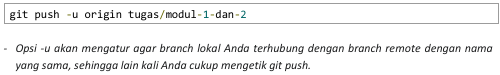 git push -u origin tugas/modul-1-dan-2
- Opsi -u akan mengatur agar branch lokal Anda terhubung dengan branch remote dengan nama
yang sama, sehingga lain kali Anda cukup mengetik git push.